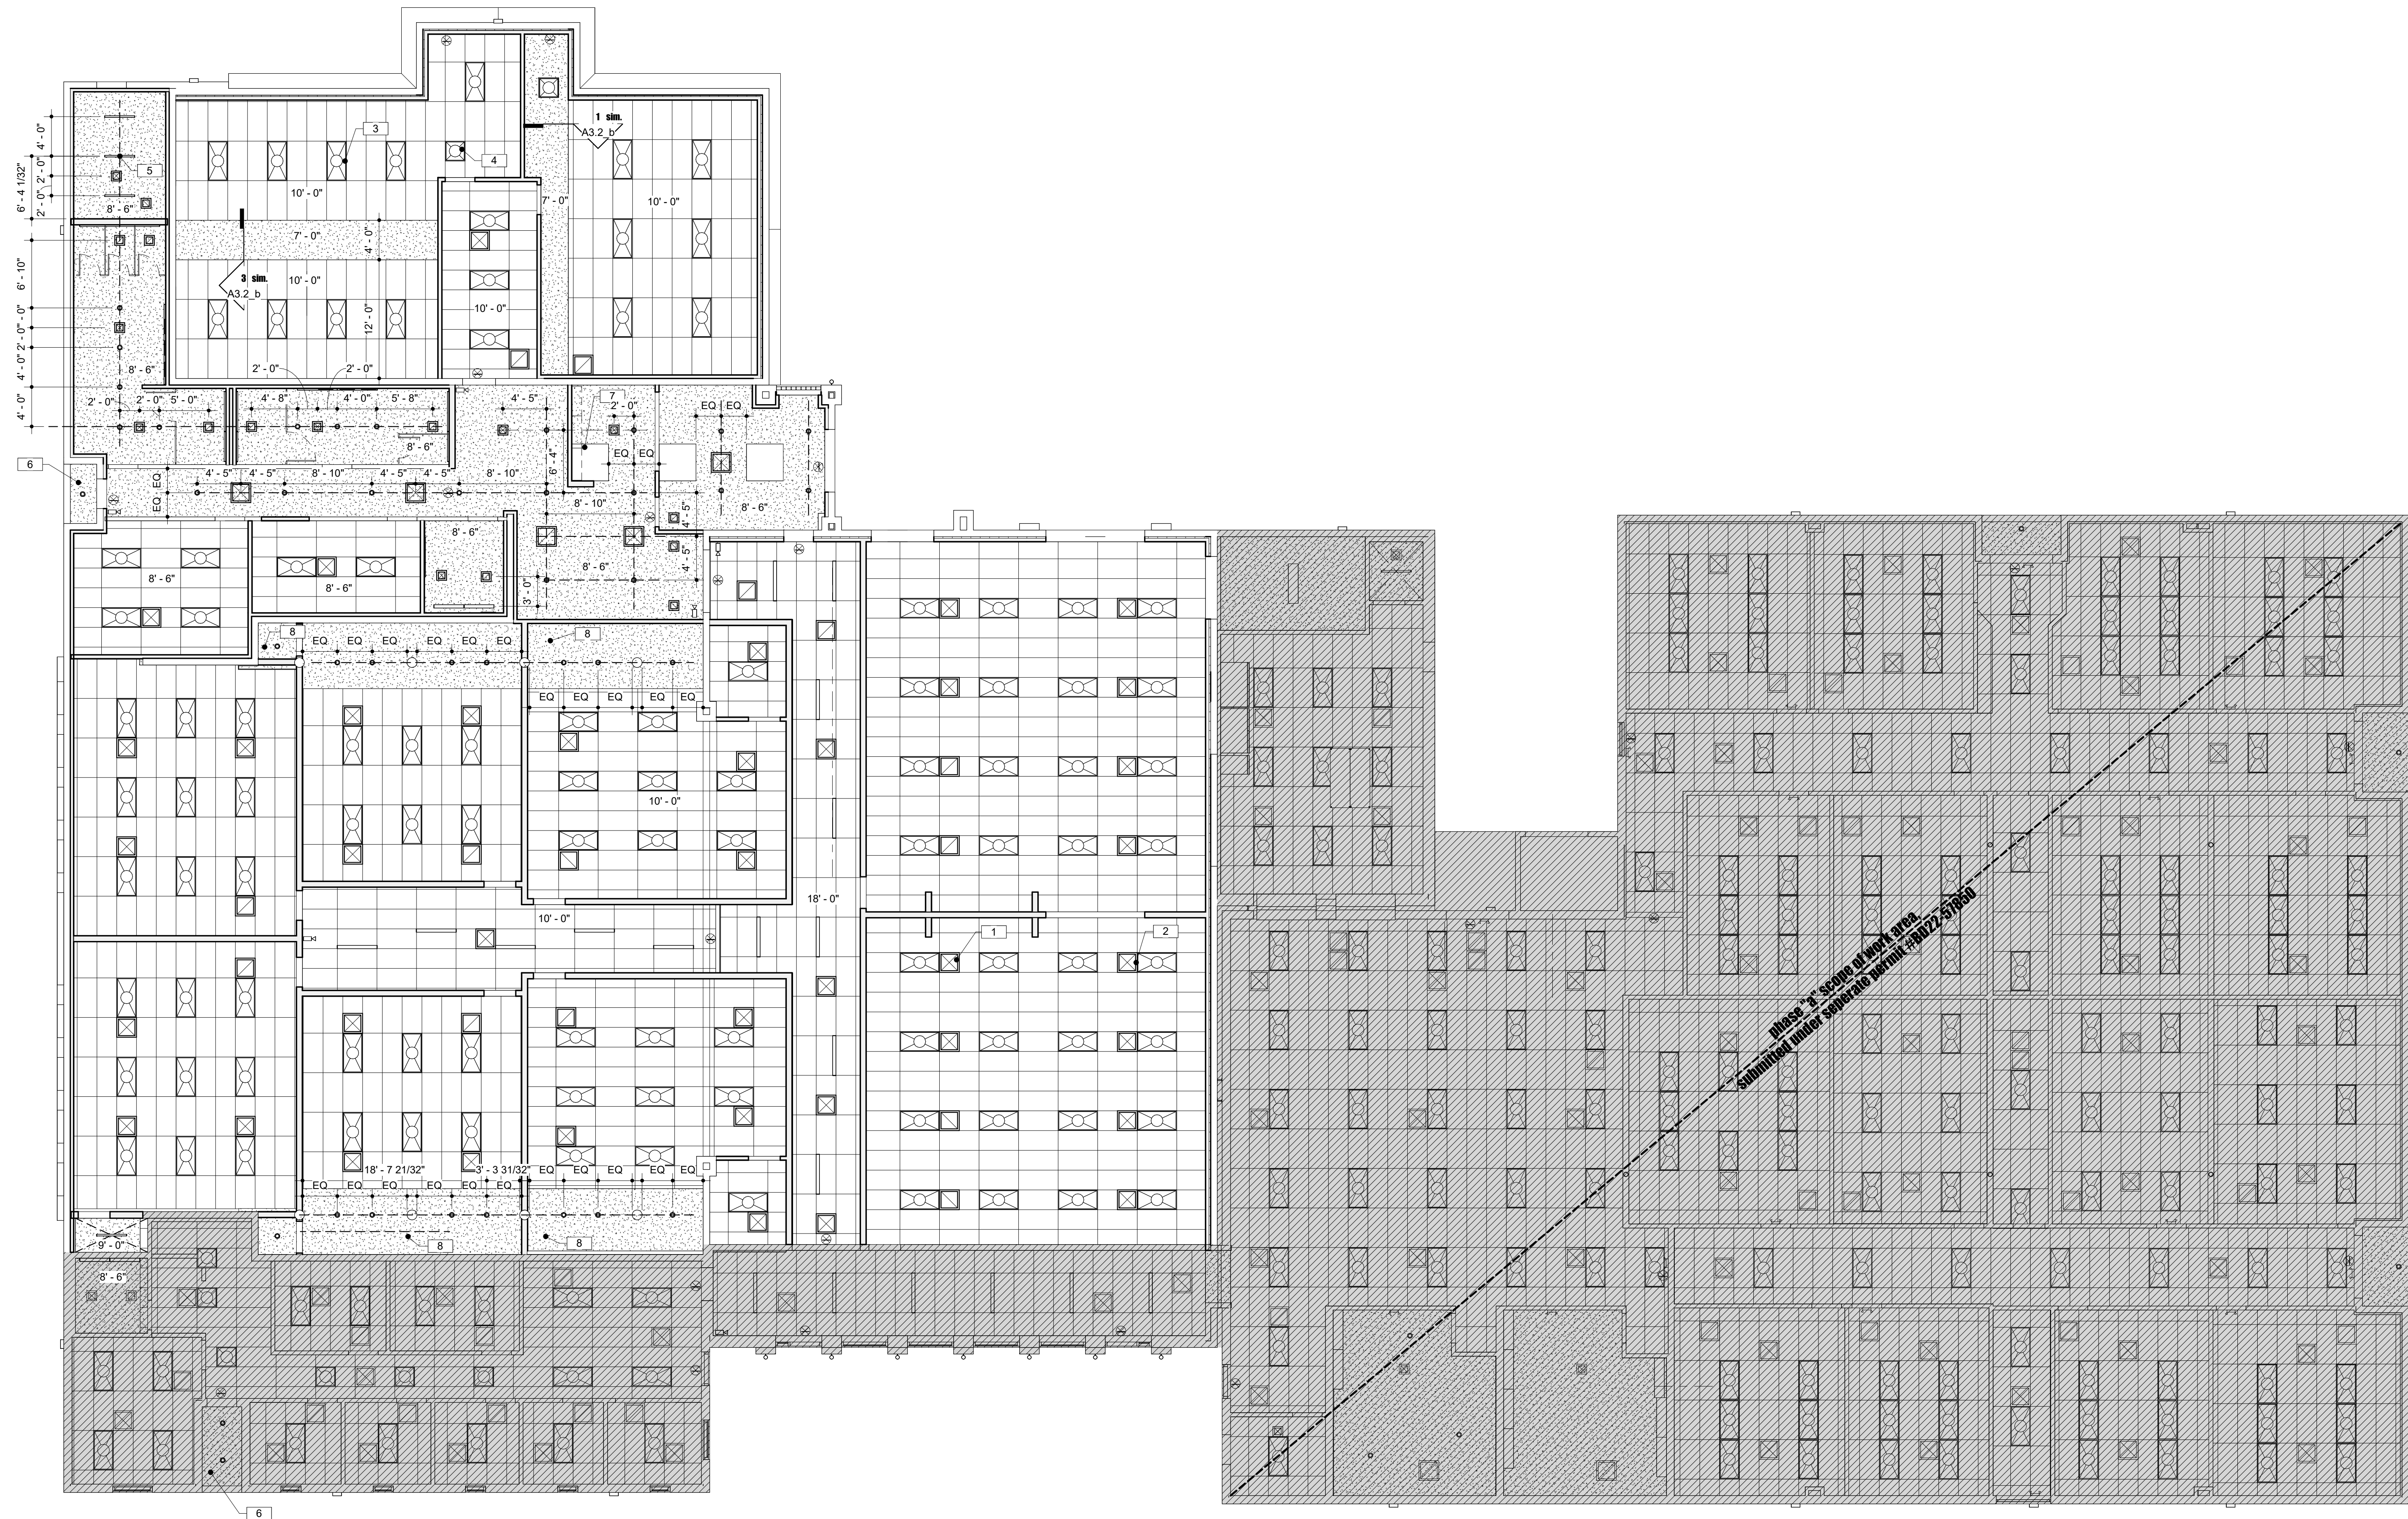 1 sim.
A3.2_b
3
4
4' - 0"
2' - 0"
2' - 0"
6' - 4 1/32"
5
8' - 6"
10' - 0"
7' - 0"
10' - 0"
7' - 0"
4' - 0"
10' - 0"
3 sim.
A3.2_b
10' - 0"
12' - 0"
6' - 10"
2' - 0"
2' - 0"
4' - 0"
4' - 0"
8' - 6"
2' - 0"
2' - 0"
2' - 0"
2' - 0"
5' - 0"
4' - 8"
4' - 0"
5' - 8"
4' - 5"
7
2' - 0"
EQ
EQ
8' - 6"
6' - 4"
EQ
EQ
6
4' - 5"
4' - 5"
8' - 10"
4' - 5"
4' - 5"
8' - 10"
EQ
EQ
8' - 10"
8' - 6"
4' - 5"
4' - 5"
8' - 6"
8' - 6"
8' - 6"
8' - 6"
3' - 0"
8
8
EQ
EQ
EQ
EQ
EQ
EQ
EQ
EQ
EQ
EQ
EQ
10' - 0"
18' - 0"
10' - 0"
1
2
phase "a" scope of work area,
submitted under seperate permit #BD22-57850
18' - 7 21/32"
3' - 3 31/32"
EQ
EQ
EQ
EQ
EQ
EQ
EQ
EQ
EQ
EQ
EQ
9' - 0"
8
8
8' - 6"
6